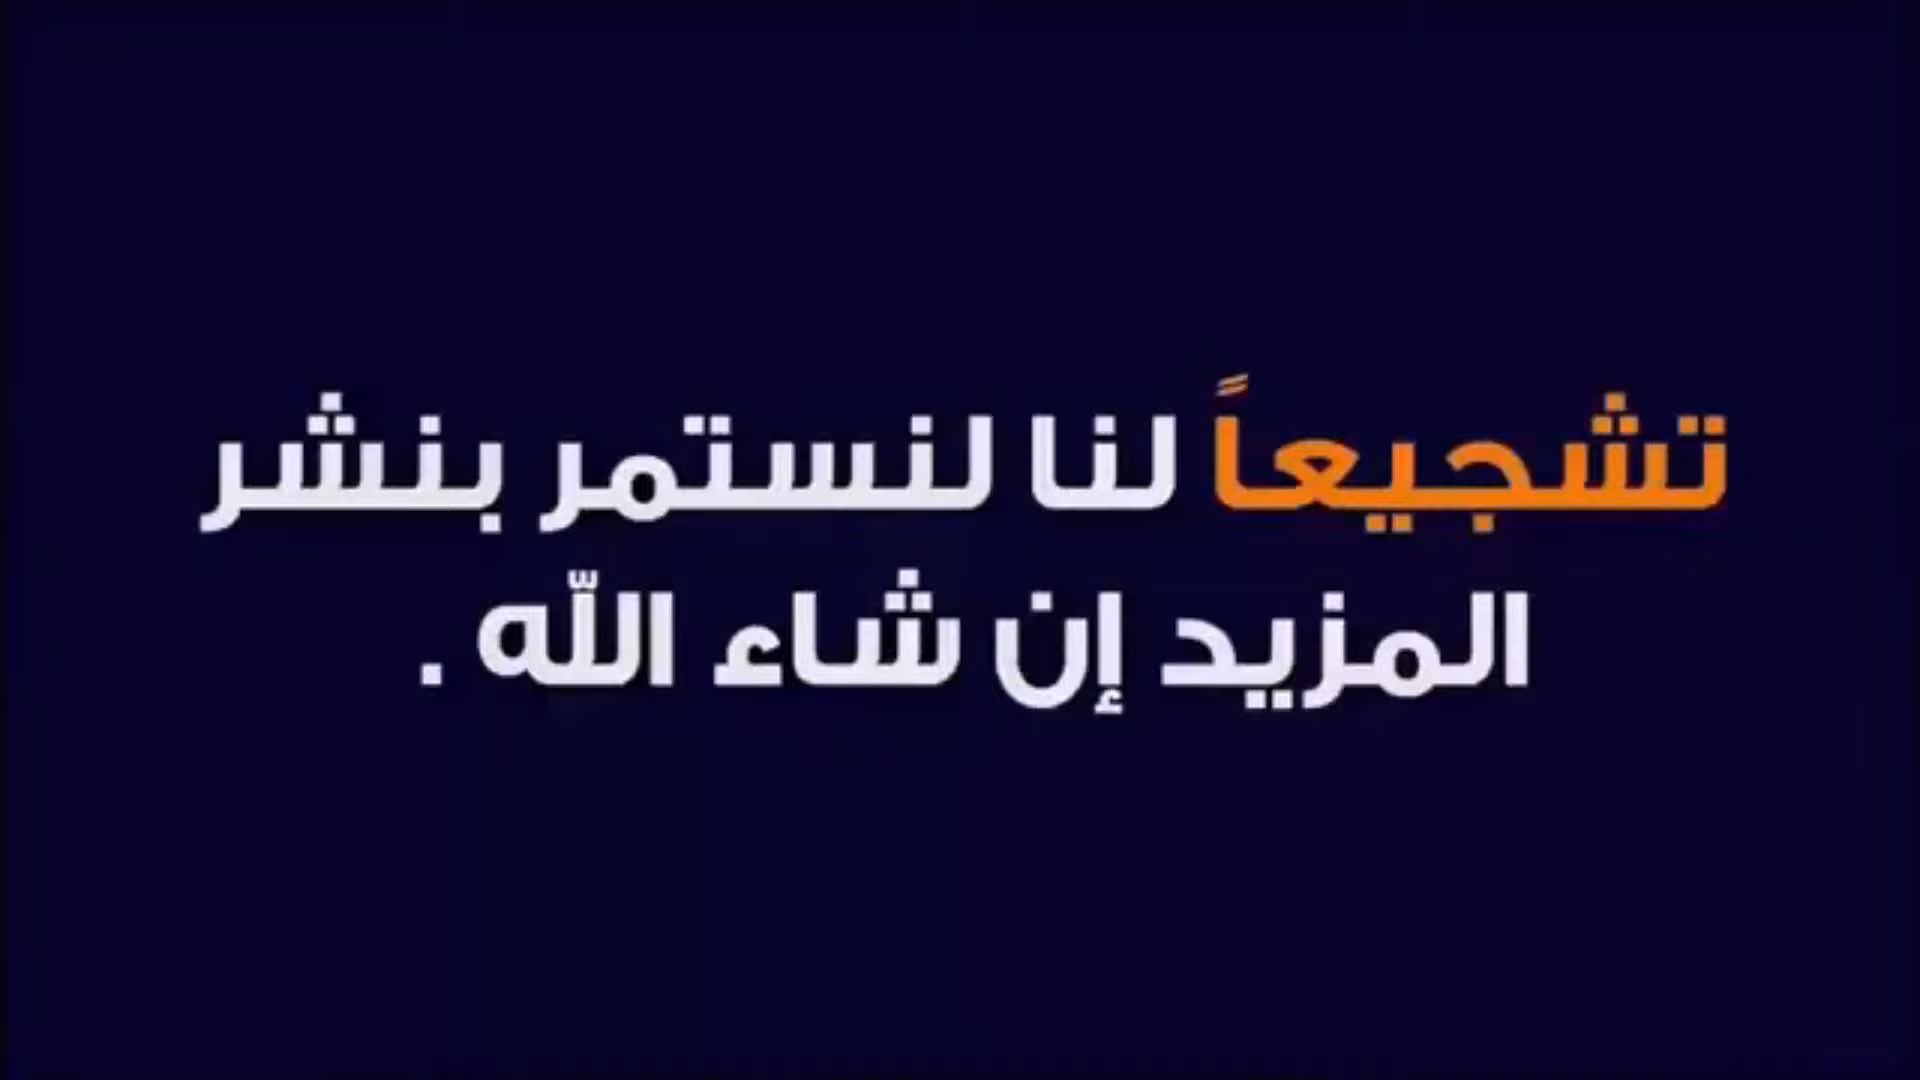 تشجيعاً لنا لنستمر بنشر
المزيد إن شاء اللّه .